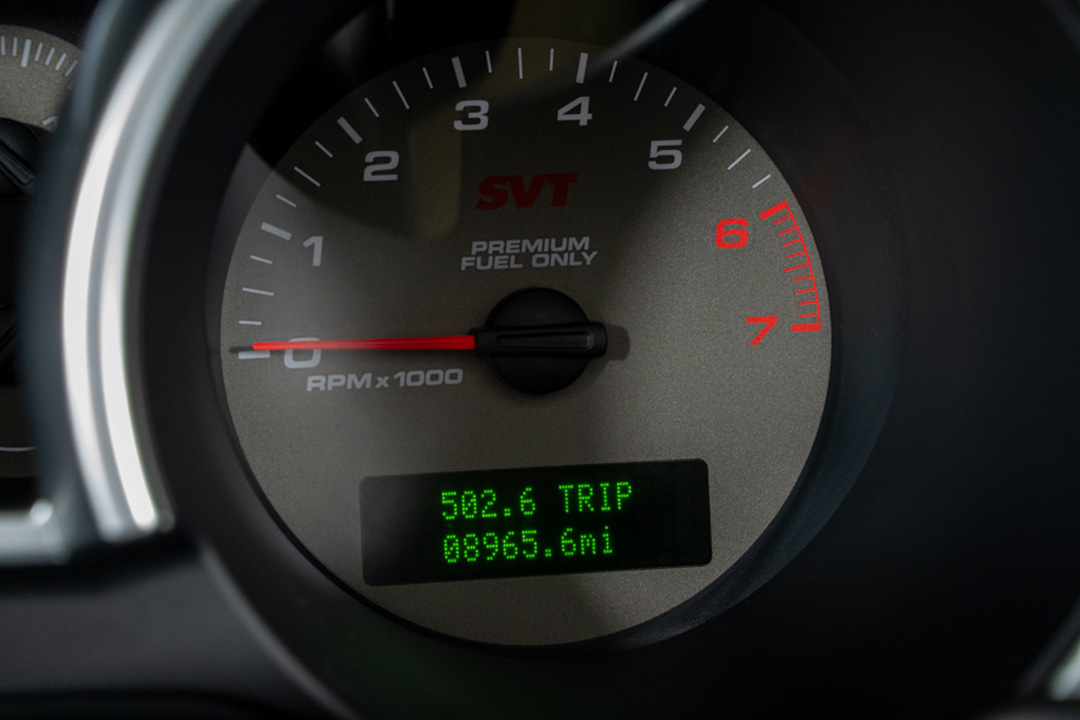 0
1
2
3
4
5
6
7
SVT
PREMIUM
FUEL ONLY
RPM x 1000
502.6 TRIP
08965.6mi